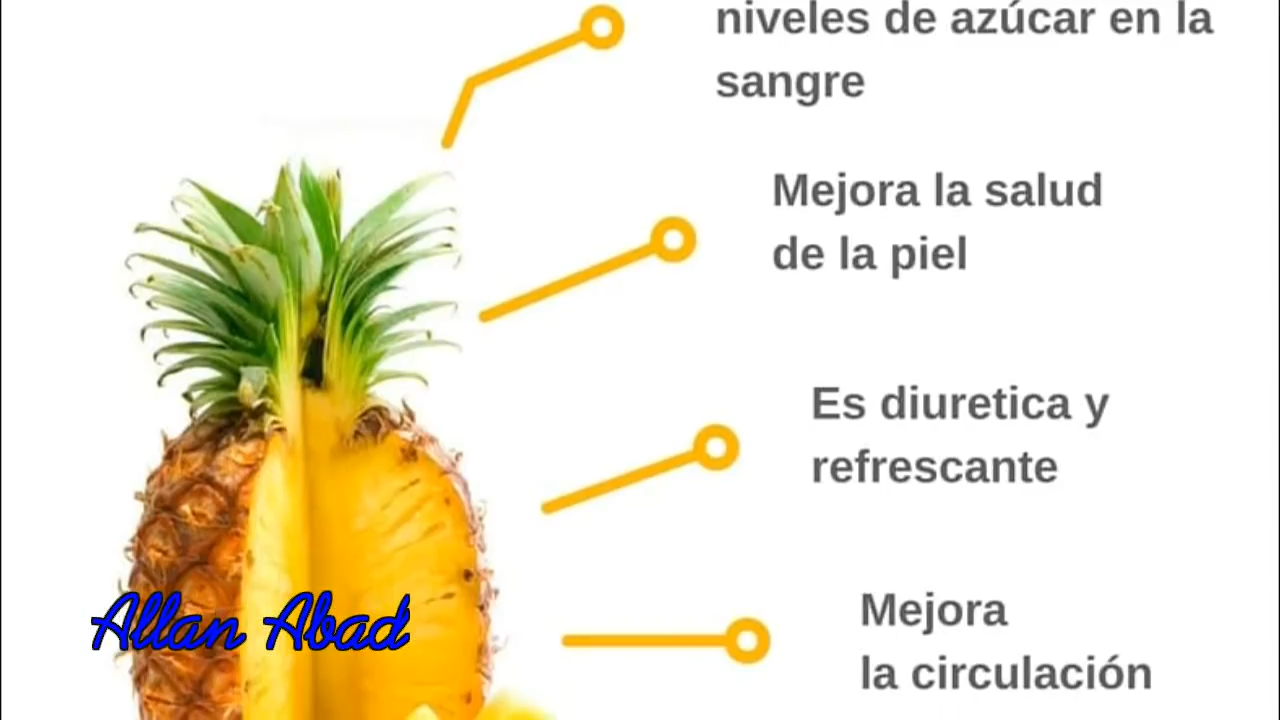 niveles de azúcar en la
sangre
Mejora la salud
de la piel
Es diuretica y
refrescante
Mejora
la circulación
Allan Abad